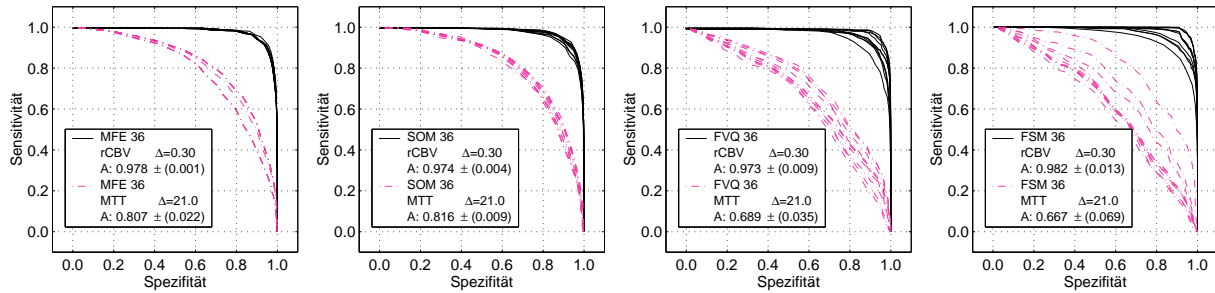 Sensitivität
1.0
0.8
0.6
0.4
0.2
0.0
MFE 36
rCBV Δ=0.30
A: 0.978 ± (0.001)
MFE 36
MTT Δ=21.0
A: 0.807 ± (0.022)
0.0 0.2 0.4 0.6 0.8 1.0
Spezifität
Sensitivität
1.0
0.8
0.6
0.4
0.2
0.0
SOM 36
rCBV Δ=0.30
A: 0.974 ± (0.004)
SOM 36
MTT Δ=21.0
A: 0.816 ± (0.009)
0.0 0.2 0.4 0.6 0.8 1.0
Spezifität
Sensitivität
1.0
0.8
0.6
0.4
0.2
0.0
FVQ 36
rCBV Δ=0.30
A: 0.973 ± (0.009)
FVQ 36
MTT Δ=21.0
A: 0.689 ± (0.035)
0.0 0.2 0.4 0.6 0.8 1.0
Spezifität
Sensitivität
1.0
0.8
0.6
0.4
0.2
0.0
FSM 36
rCBV Δ=0.30
A: 0.982 ± (0.013)
FSM 36
MTT Δ=21.0
A: 0.667 ± (0.069)
0.0 0.2 0.4 0.6 0.8 1.0
Spezifität